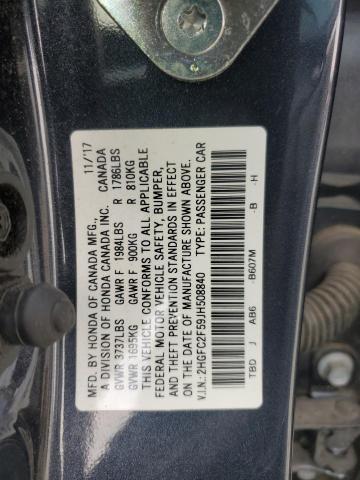 MFD. BY HONDA OF CANADA MFG., 11/17
A DIVISION OF HONDA CANADA INC. CANADA
GVWR 3737LBS GAWR F 1984LBS R 1786LBS
GVWR 1695KG GAWR F 900KG R 810KG
THIS VEHICLE CONFORMS TO ALL APPLICABLE
FEDERAL MOTOR VEHICLE SAFETY, BUMPER,
AND THEFT PREVENTION STANDARDS IN EFFECT
ON THE DATE OF MANUFACTURE SHOWN ABOVE.
V.I.N.: 2HGFC2F59JH508840 TYPE: PASSENGER CAR
TBD J AB6 -B607M -B -H